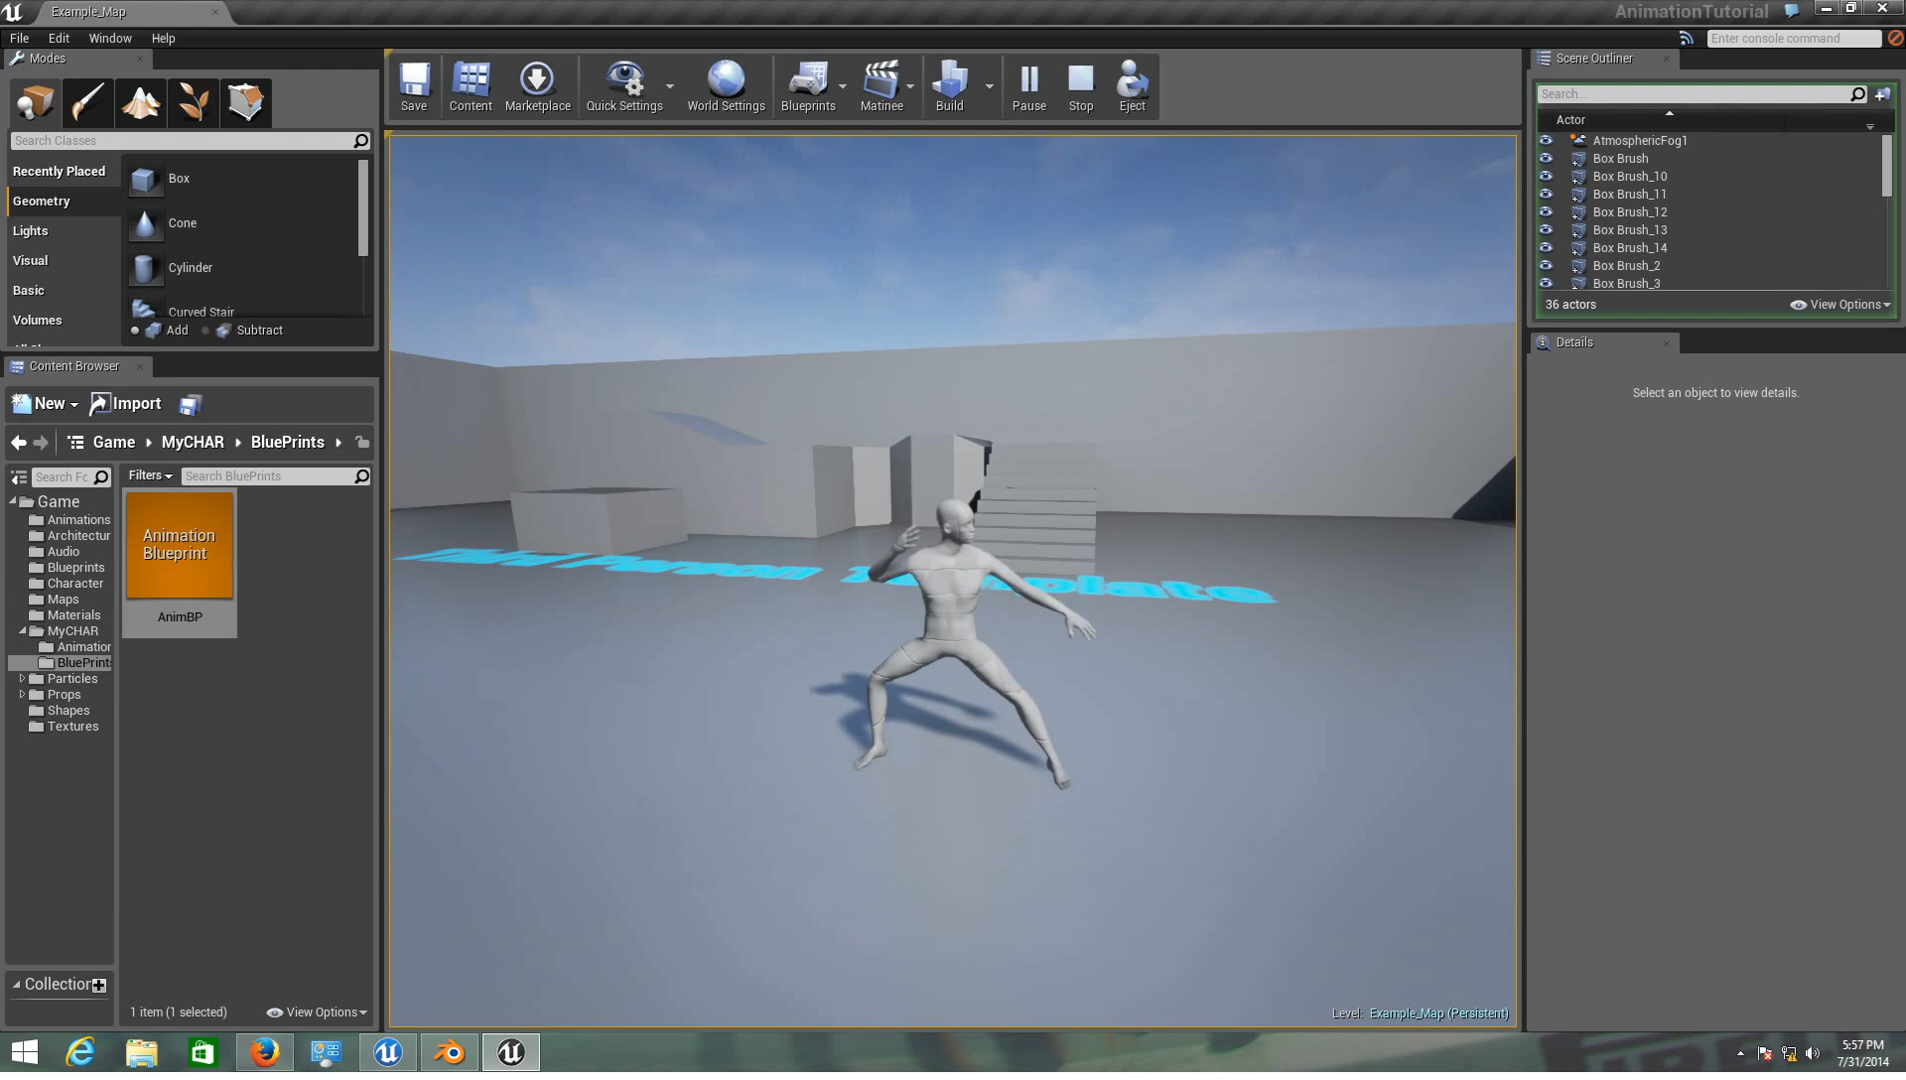 Example_Map
AnimationTutorial
File Edit Window Help
Enter console command
Modes
Save
Content
Marketplace
Quick Settings
World Settings
Blueprints
Matinee
Build
Pause
Stop
Eject
Search Classes
Recently Placed
Geometry
Lights
Visual
Basic
Volumes
Box
Cone
Cylinder
Curved Stair
Add
Subtract
Content Browser
New
Import
Game
MyCHAR
BluePrints
Filters
Search BluePrints
Search Fo
Game
Animations
Architectur
Audio
Blueprints
Character
Maps
Materials
MyCHAR
Animation
BluePrints
Particles
Props
Shapes
Textures
Animation
Blueprint
AnimBP
Collection
1 item (1 selected)
View Options
Third Person Template
Level: Example_Map (Persistent)
Scene Outliner
Search...
Actor
AtmosphericFog1
Box Brush
Box Brush_10
Box Brush_11
Box Brush_12
Box Brush_13
Box Brush_14
Box Brush_2
Box Brush_3
36 actors
View Options
Details
Select an object to view details.
5:57 PM
7/31/2014